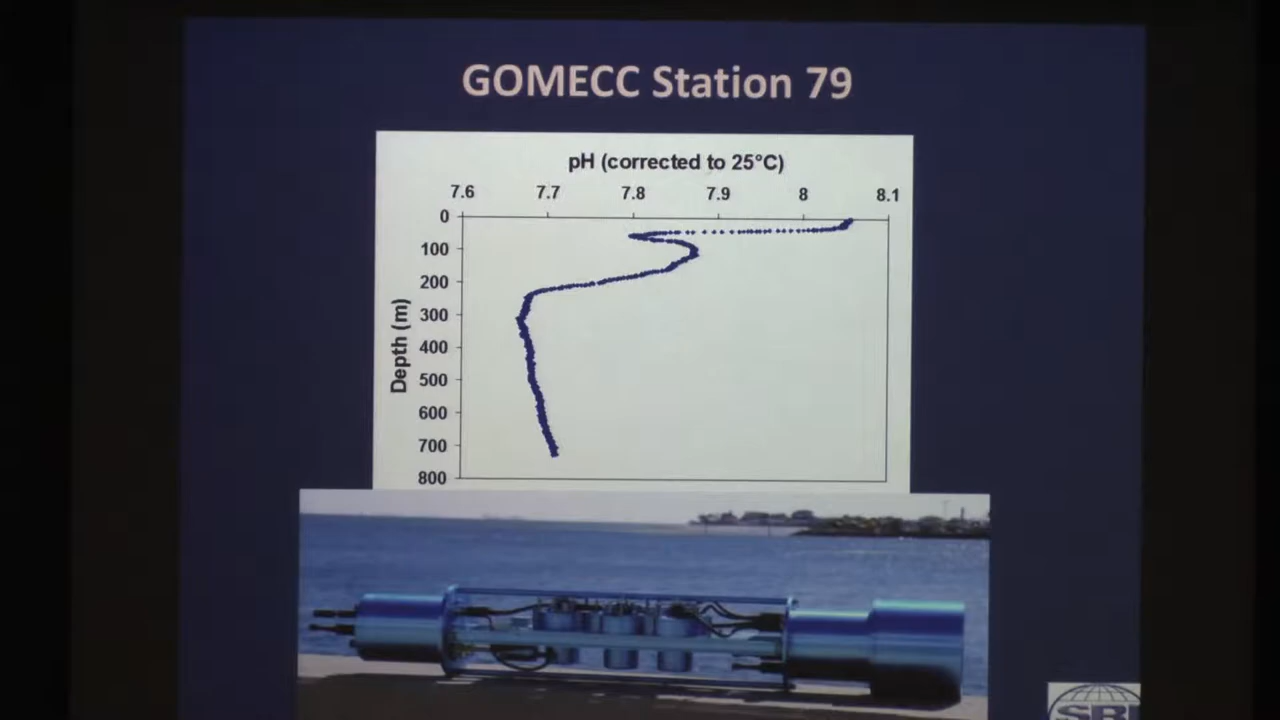 GOMECC Station 79
pH (corrected to 25°C)
7.6 7.7 7.8 7.9 8 8.1
0
100
200
300
400
500
600
700
800
Depth (m)